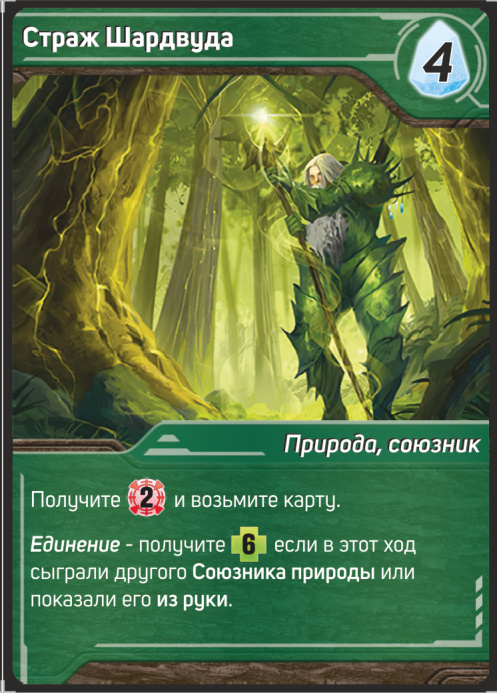 Страж Шардвуда
4
Природа, союзник
Получите 2 и возьмите карту.
Единение - получите 6 если в этот ход
сыграли другого Союзника природы или
показали его из руки.